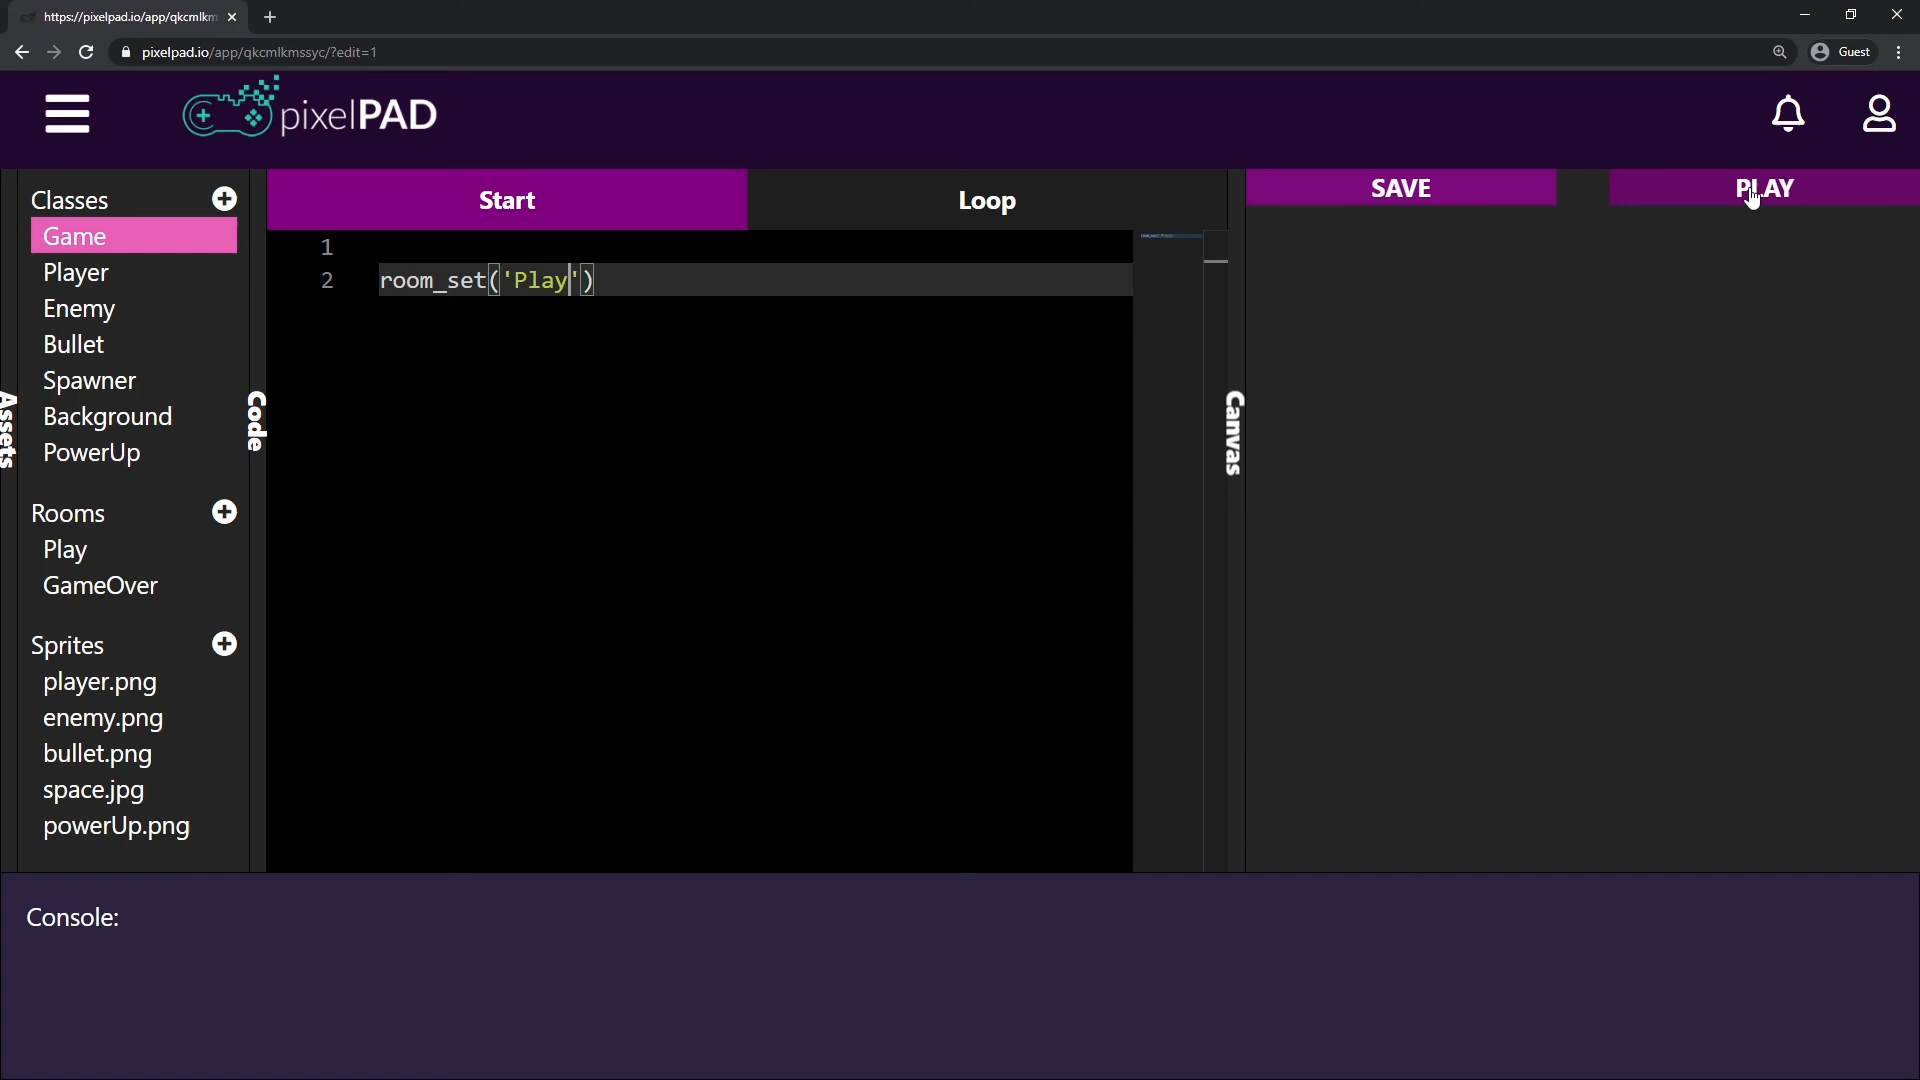 https://pixelpad.io/app/qkcmlkm
pixelpad.io/app/qkcmlkmssyc/?edit=1
Guest
pixelPAD
Classes
Game
Player
Enemy
Bullet
Spawner
Background
PowerUp
Rooms
Play
GameOver
Sprites
player.png
enemy.png
bullet.png
space.jpg
powerUp.png
Assets
Code
Start
Loop
1
2 room_set('Play')
Canvas
SAVE
PLAY
Console: